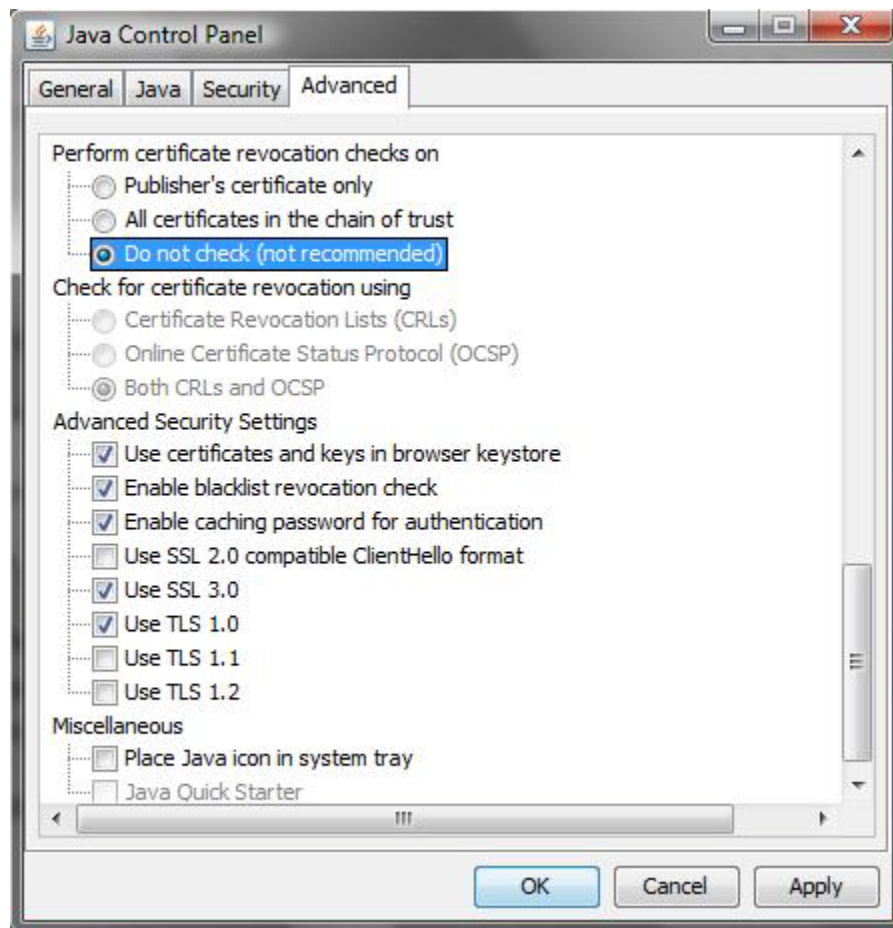 Java Control Panel
General Java Security Advanced
Perform certificate revocation checks on
Publisher's certificate only
All certificates in the chain of trust
Do not check (not recommended)
Check for certificate revocation using
Certificate Revocation Lists (CRLs)
Online Certificate Status Protocol (OCSP)
Both CRLs and OCSP
Advanced Security Settings
Use certificates and keys in browser keystore
Enable blacklist revocation check
Enable caching password for authentication
Use SSL 2.0 compatible ClientHello format
Use SSL 3.0
Use TLS 1.0
Use TLS 1.1
Use TLS 1.2
Miscellaneous
Place Java icon in system tray
Java Quick Starter
OK Cancel Apply